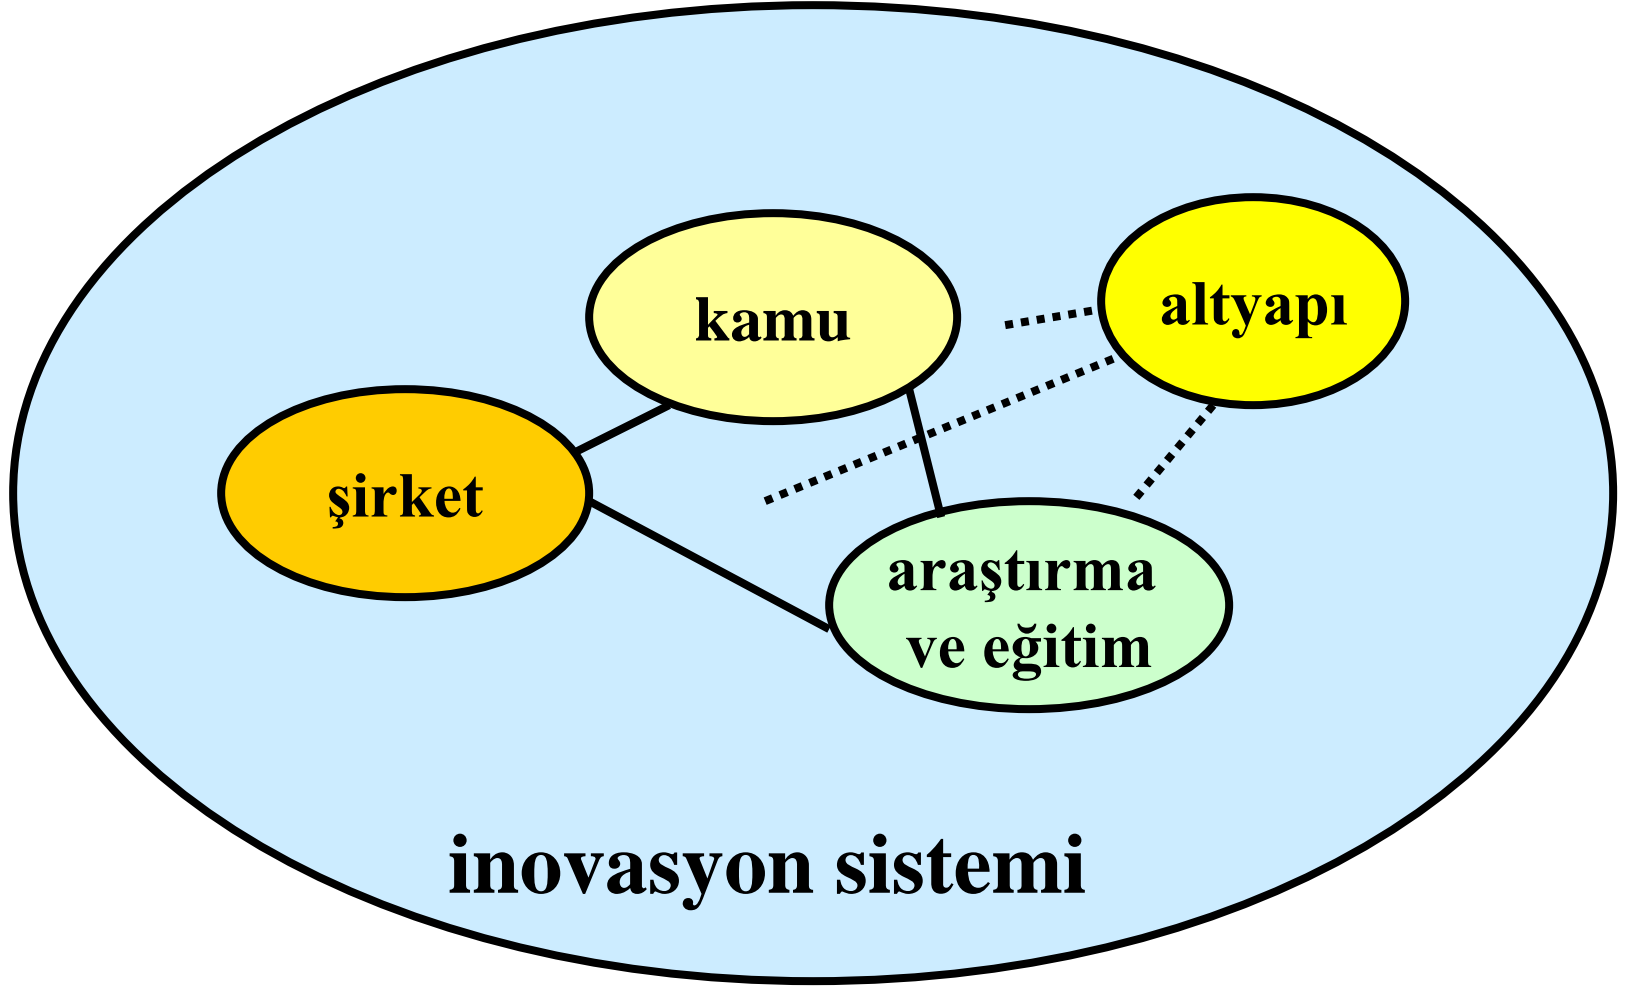 kamu
altyapı
şirket
araştırma
ve eğitim
inovasyon sistemi